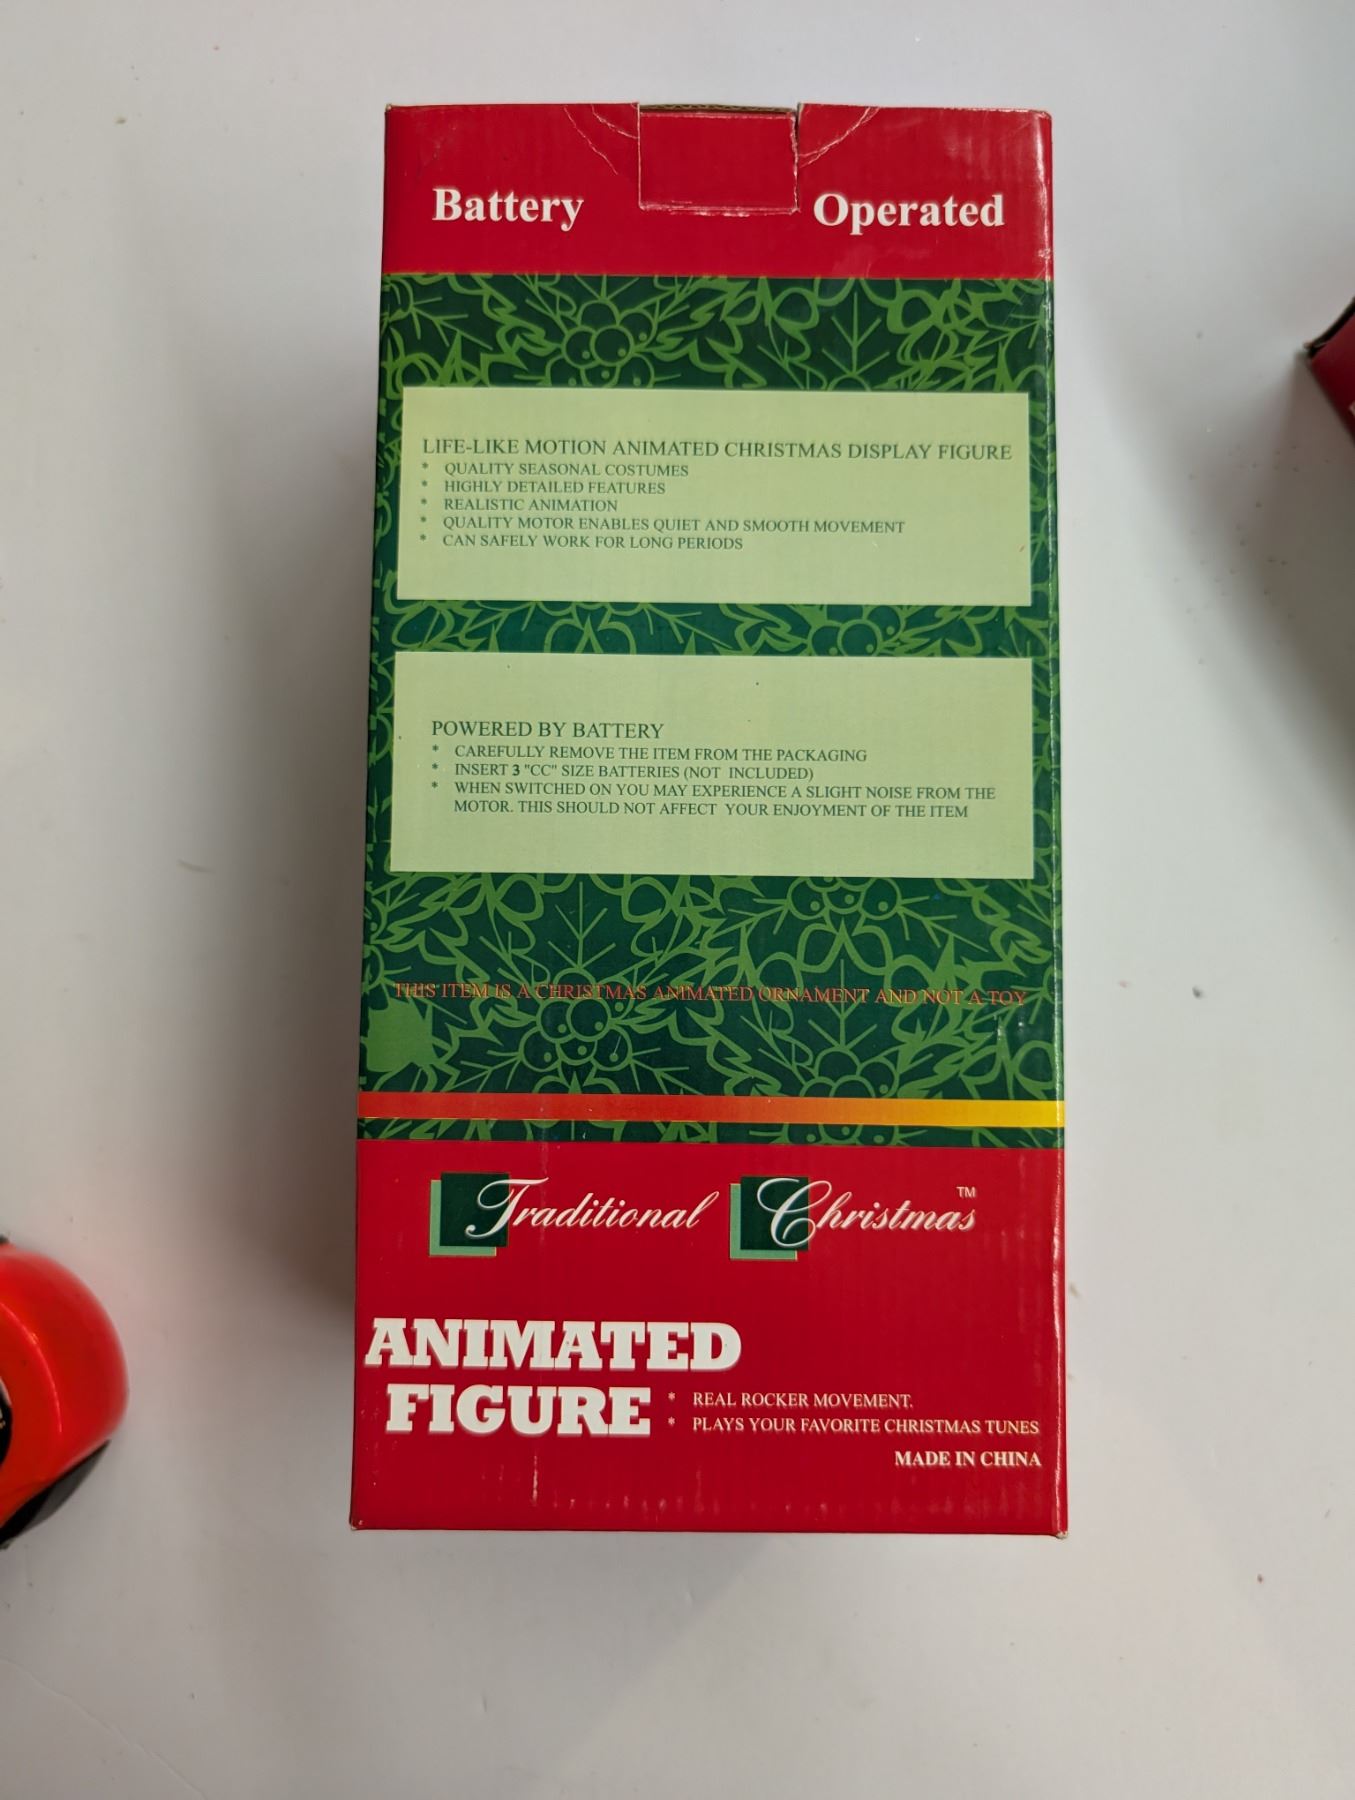 Battery Operated
LIFE-LIKE MOTION ANIMATED CHRISTMAS DISPLAY FIGURE
* QUALITY SEASONAL COSTUMES
* HIGHLY DETAILED FEATURES
* REALISTIC ANIMATION
* QUALITY MOTOR ENABLES QUIET AND SMOOTH MOVEMENT
* CAN SAFELY WORK FOR LONG PERIODS
POWERED BY BATTERY
* CAREFULLY REMOVE THE ITEM FROM THE PACKAGING
* INSERT 3 "CC" SIZE BATTERIES (NOT INCLUDED)
* WHEN SWITCHED ON YOU MAY EXPERIENCE A SLIGHT NOISE FROM THE
MOTOR. THIS SHOULD NOT AFFECT YOUR ENJOYMENT OF THE ITEM
THIS ITEM IS A CHRISTMAS ANIMATED ORNAMENT AND NOT A TOY
Traditional Christmas ™
ANIMATED
FIGURE
* REAL ROCKER MOVEMENT.
* PLAYS YOUR FAVORITE CHRISTMAS TUNES
MADE IN CHINA